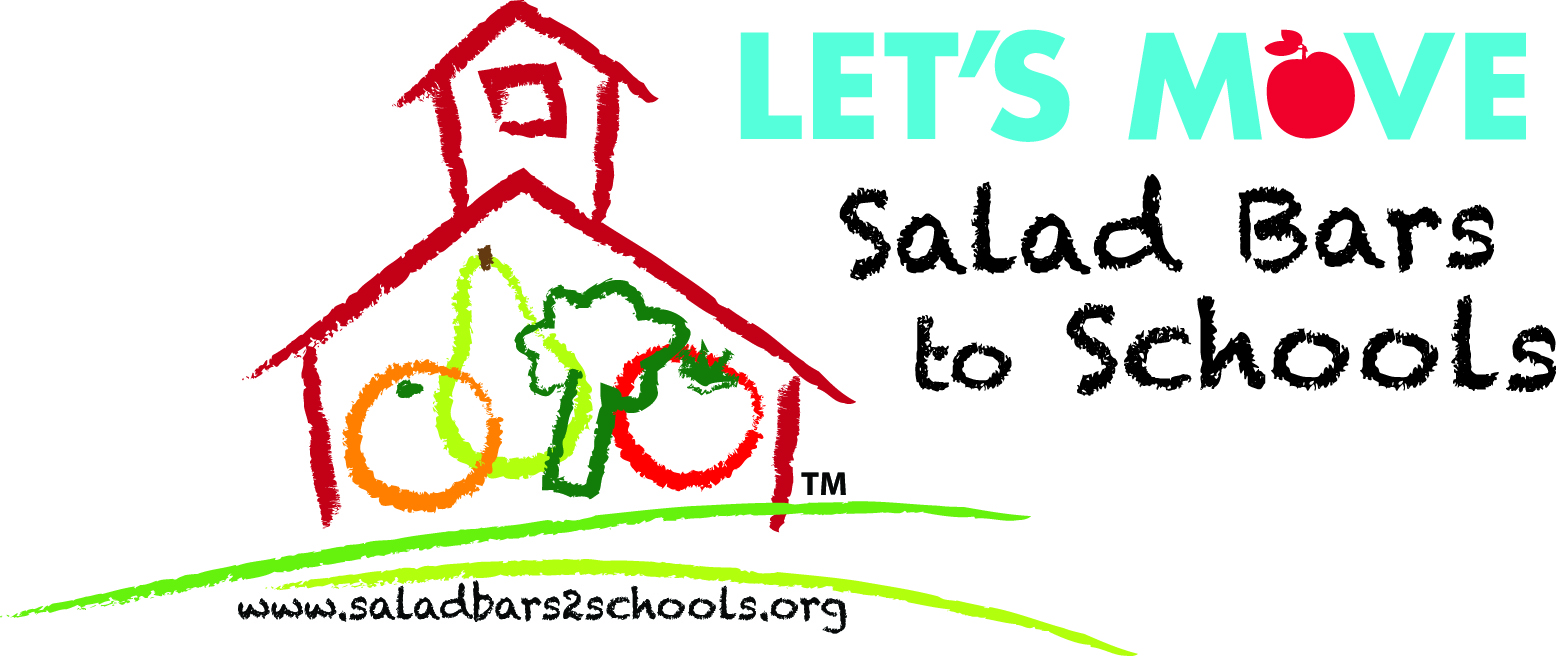 LET'S MOVE
Salad Bars
to Schools
TM
www.saladbars2schools.org